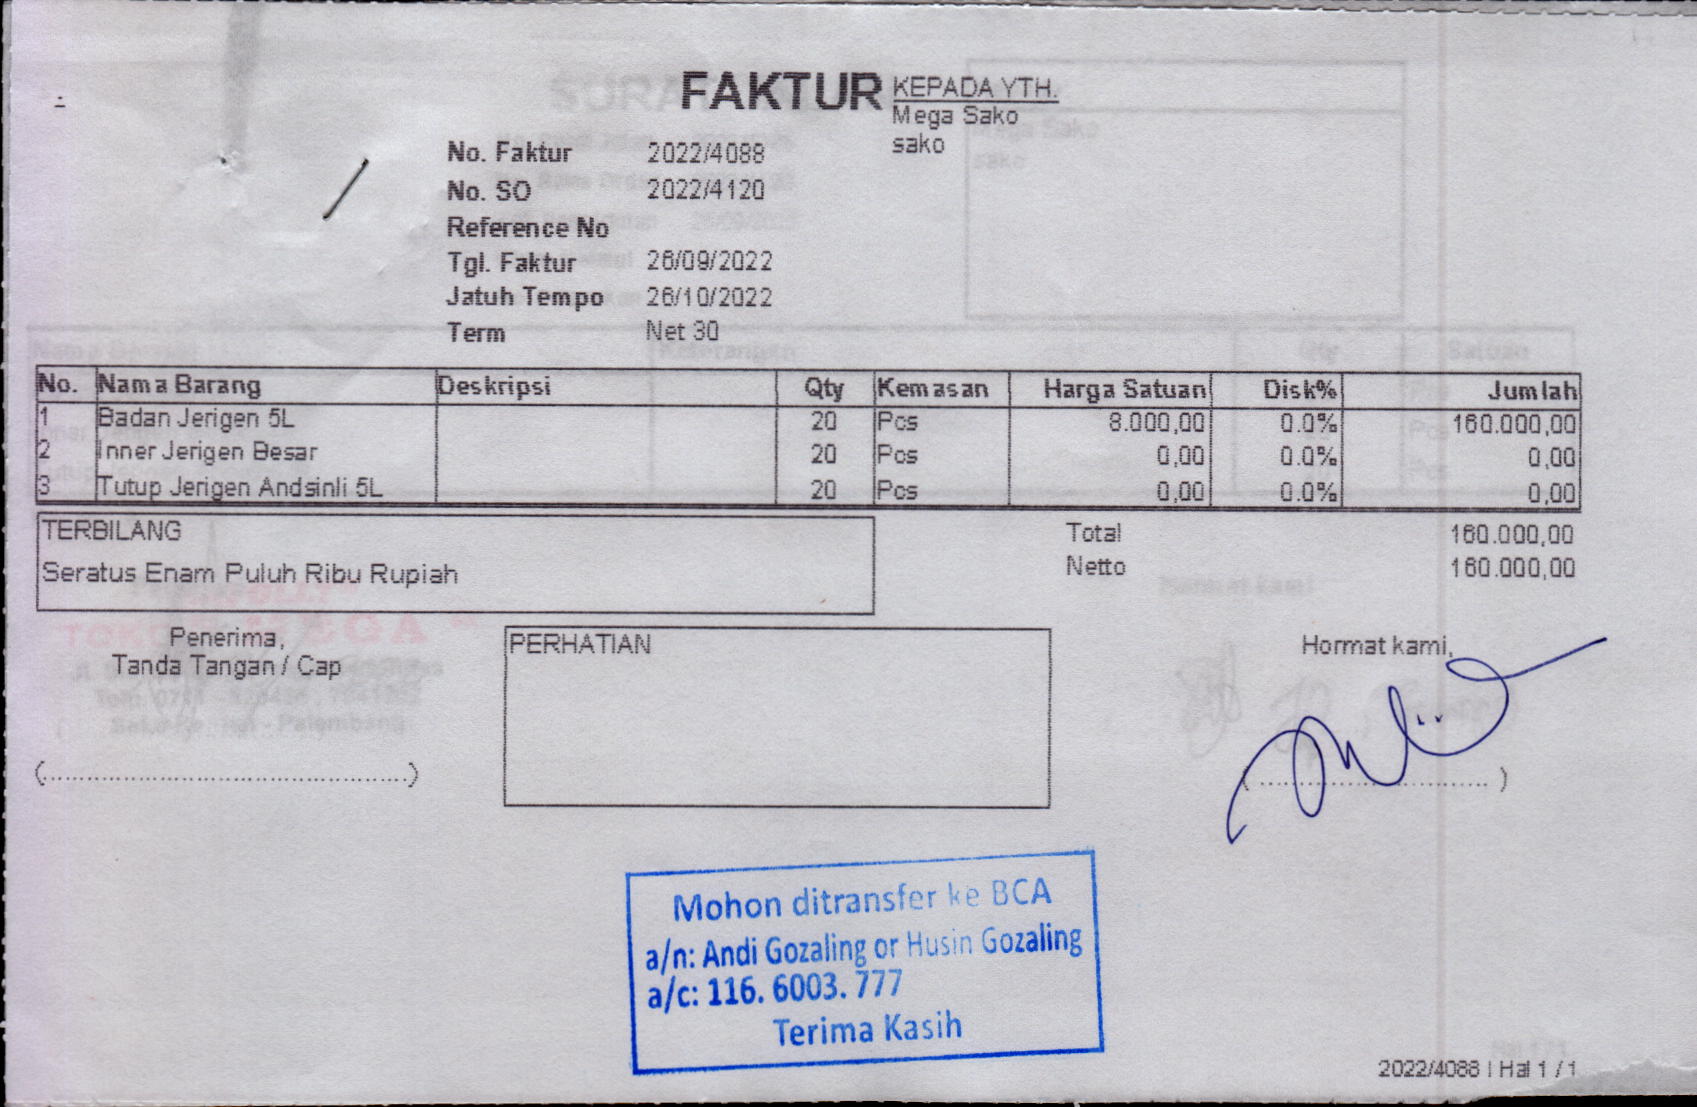 FAKTUR
KEPADA YTH.
Mega Sako
sako
No. Faktur 2022/4088
No. SO 2022/4120
Reference No
Tgl. Faktur 26/09/2022
Jatuh Tempo 26/10/2022
Term Net 30
No. Nama Barang Deskripsi Qty Kemasan Harga Satuan Disk% Jumlah
1 Badan Jerigen 5L 20 Pcs 8.000,00 0.0% 160.000,00
2 Inner Jerigen Besar 20 Pcs 0,00 0.0% 0,00
3 Tutup Jerigen Andsinli 5L 20 Pcs 0,00 0.0% 0,00
TERBILANG
Seratus Enam Puluh Ribu Rupiah
Total 160.000,00
Netto 160.000,00
Penerima,
Tanda Tangan / Cap
(............................................)
PERHATIAN
Hormat kami,
(............................)
Mohon ditransfer ke BCA
a/n: Andi Gozaling or Husin Gozaling
a/c: 116. 6003. 777
Terima Kasih
2022/4088 | Hal 1 / 1